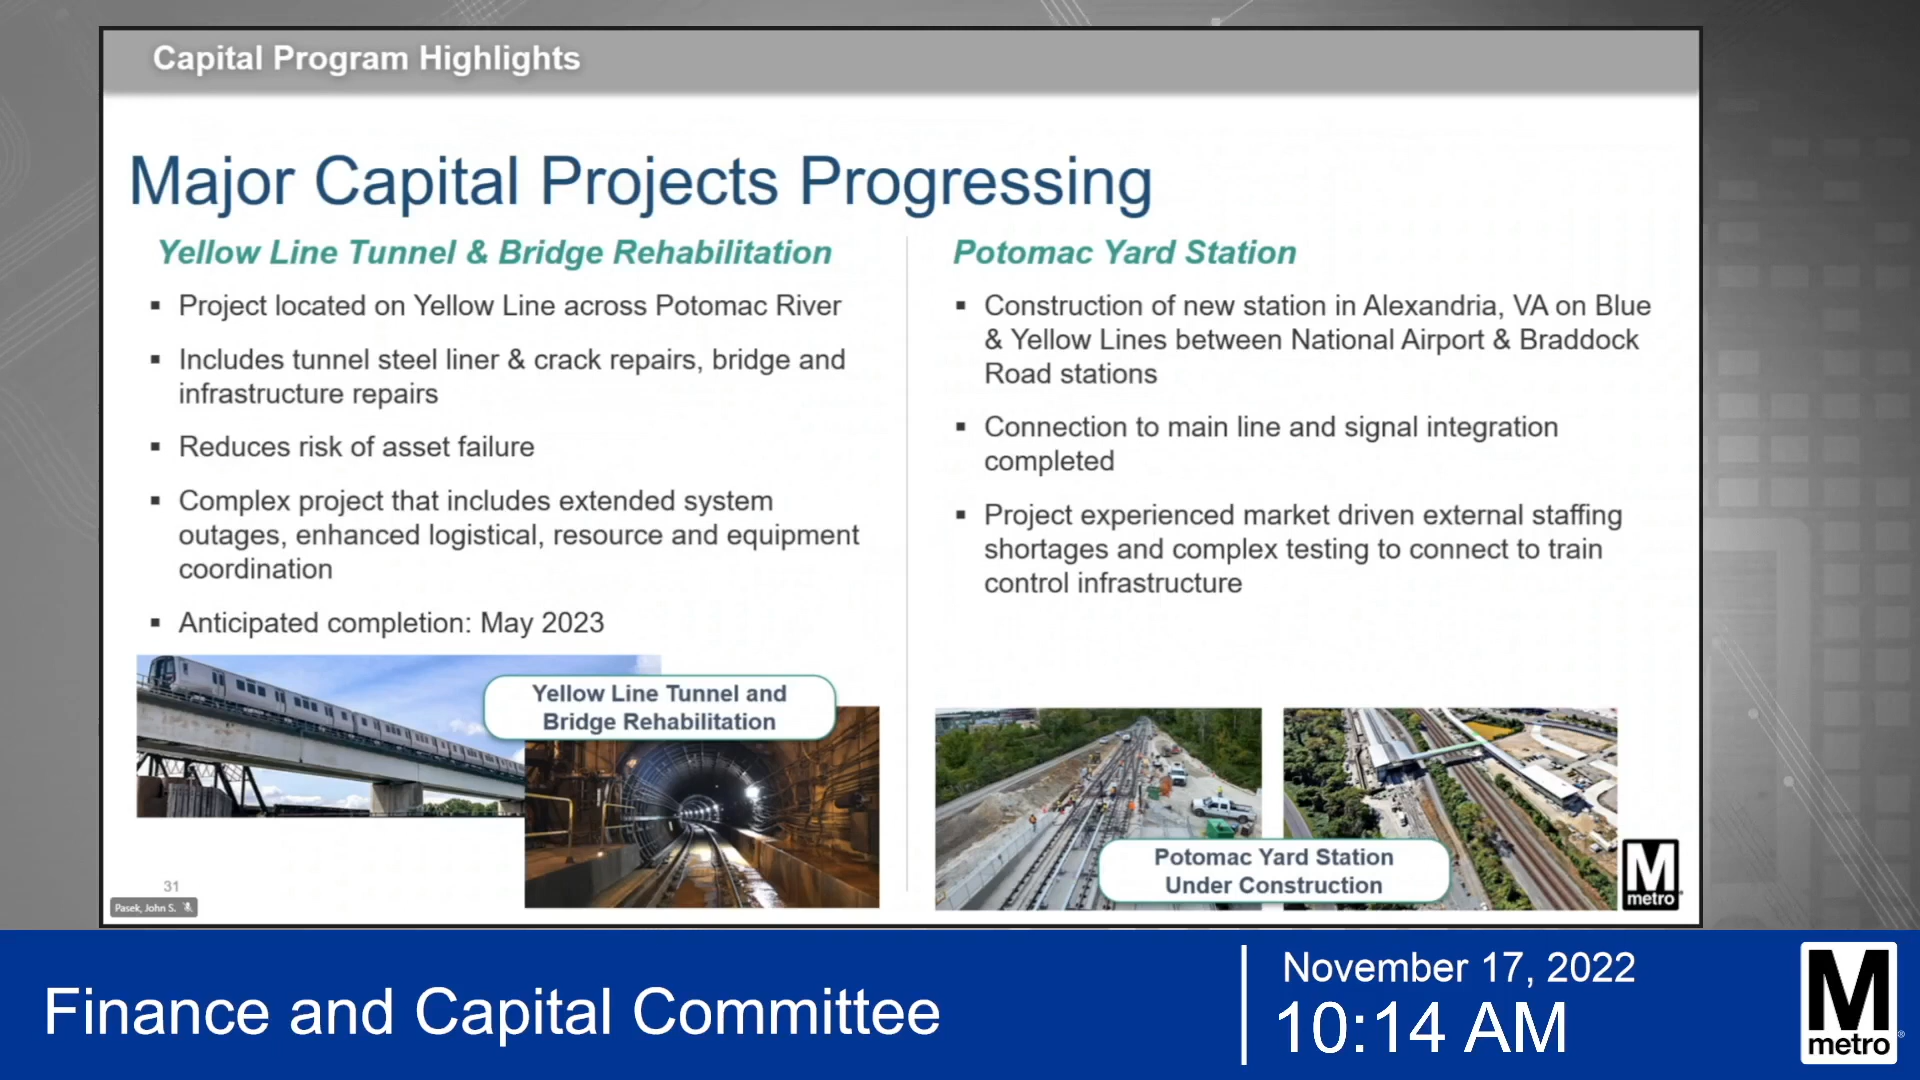 Capital Program Highlights
Major Capital Projects Progressing
Yellow Line Tunnel & Bridge Rehabilitation
▪ Project located on Yellow Line across Potomac River
▪ Includes tunnel steel liner & crack repairs, bridge and
infrastructure repairs
▪ Reduces risk of asset failure
▪ Complex project that includes extended system
outages, enhanced logistical, resource and equipment
coordination
▪ Anticipated completion: May 2023
Yellow Line Tunnel and
Bridge Rehabilitation
Potomac Yard Station
▪ Construction of new station in Alexandria, VA on Blue
& Yellow Lines between National Airport & Braddock
Road stations
▪ Connection to main line and signal integration
completed
▪ Project experienced market driven external staffing
shortages and complex testing to connect to train
control infrastructure
Potomac Yard Station
Under Construction
M
metro
31
Pasek, John S.
Finance and Capital Committee
November 17, 2022
10:14 AM
M
metro®